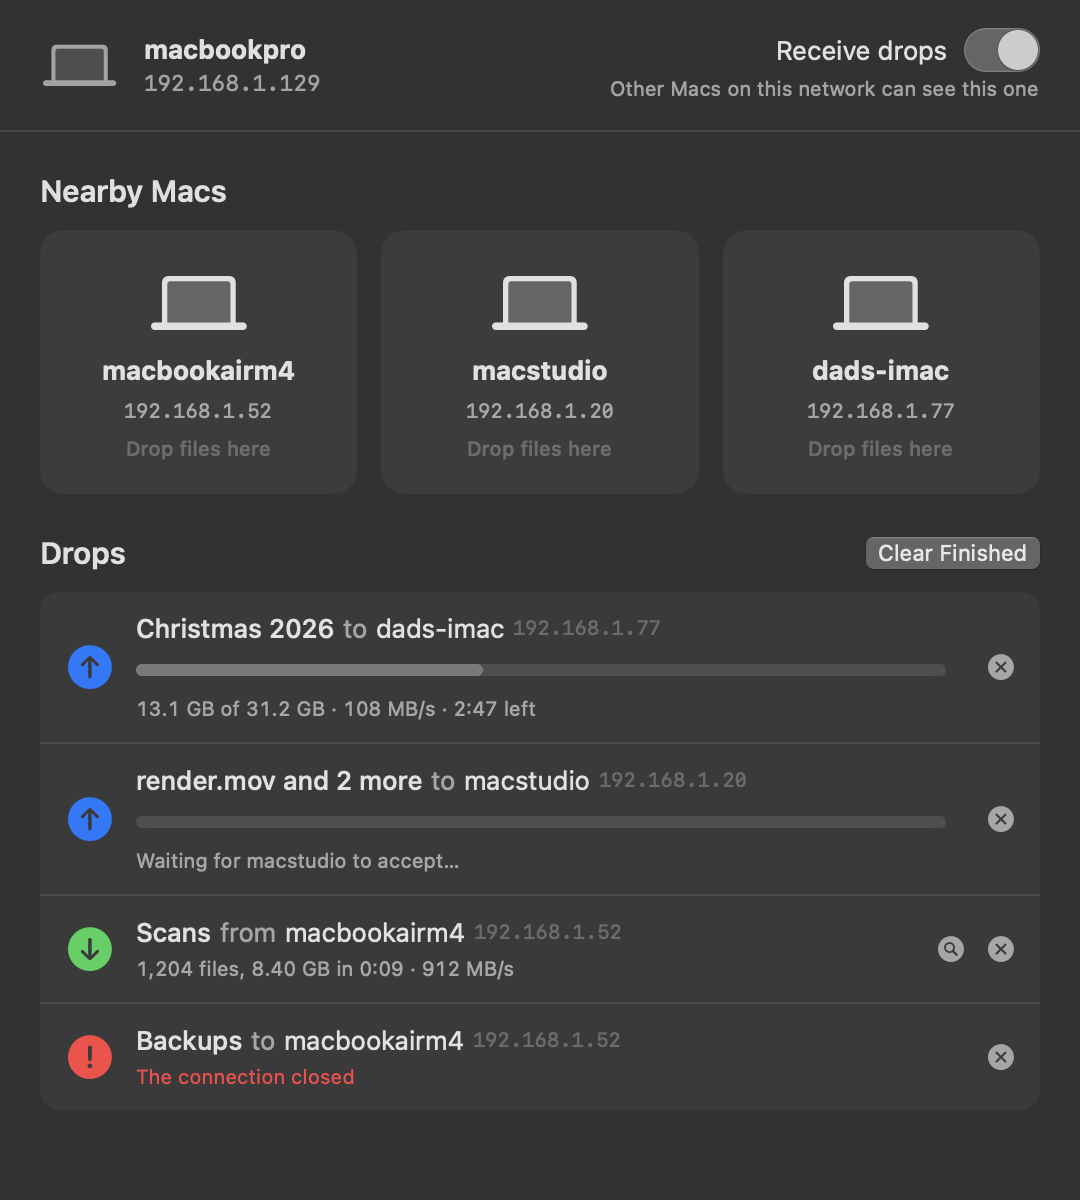 macbookpro
192.168.1.129
Receive drops
Other Macs on this network can see this one
Nearby Macs
macbookairm4
192.168.1.52
Drop files here
macstudio
192.168.1.20
Drop files here
dads-imac
192.168.1.77
Drop files here
Drops
Clear Finished
Christmas 2026 to dads-imac 192.168.1.77
13.1 GB of 31.2 GB · 108 MB/s · 2:47 left
render.mov and 2 more to macstudio 192.168.1.20
Waiting for macstudio to accept…
Scans from macbookairm4 192.168.1.52
1,204 files, 8.40 GB in 0:09 · 912 MB/s
Backups to macbookairm4 192.168.1.52
The connection closed